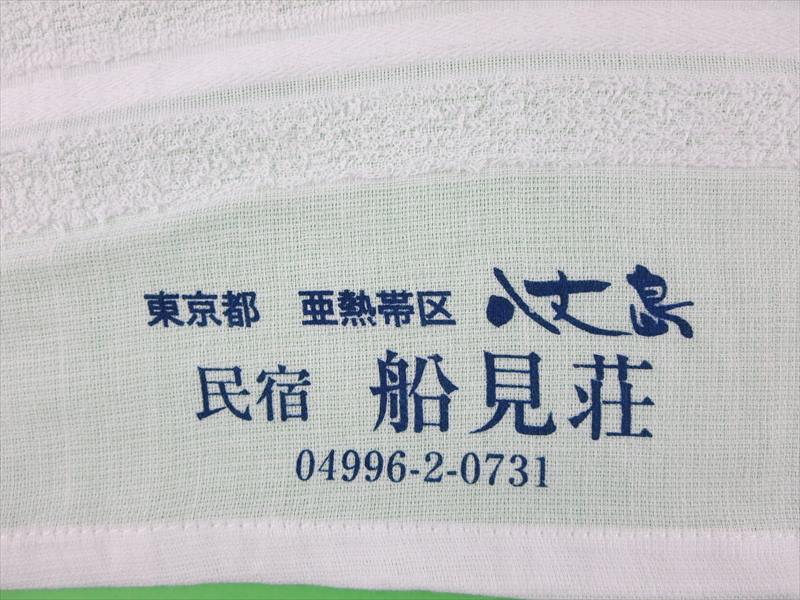 東京都 亜熱帯区 八丈島
民宿 船見荘
04996-2-0731